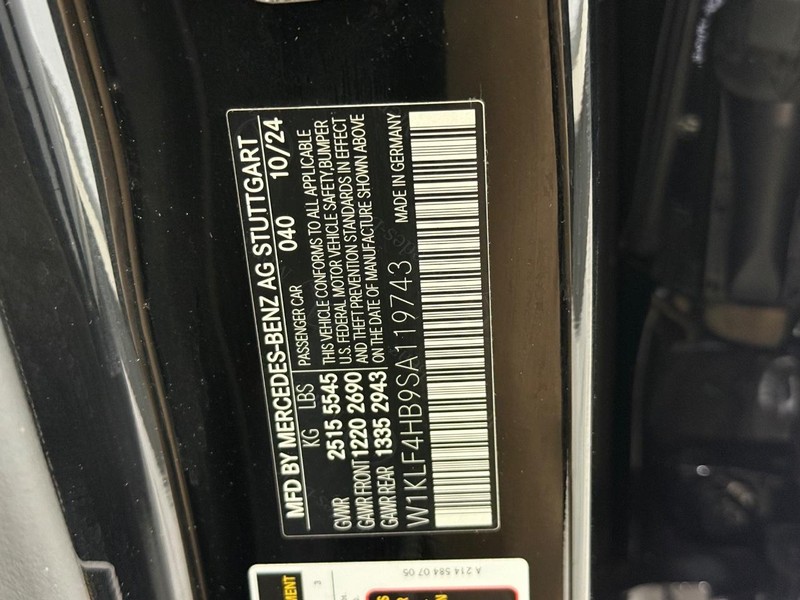 MFD BY MERCEDES-BENZ AG STUTTGART
KG LBS PASSENGER CAR 040 10/24
GVWR 2515 5545 THIS VEHICLE CONFORMS TO ALL APPLICABLE
GAWR FRONT 1220 2690 U.S. FEDERAL MOTOR VEHICLE SAFETY,BUMPER
GAWR REAR 1335 2943 AND THEFT PREVENTION STANDARDS IN EFFECT
ON THE DATE OF MANUFACTURE SHOWN ABOVE
W1KLF4HB9SA119743 MADE IN GERMANY
A 214 584 07 05